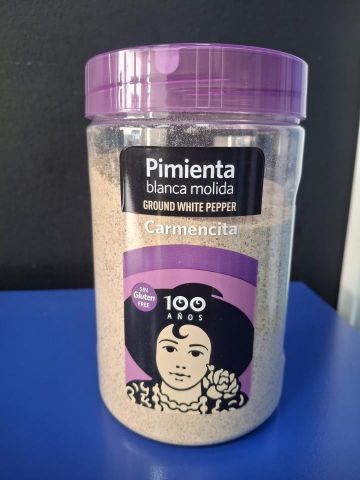 Pimienta
blanca molida
GROUND WHITE PEPPER
Carmencita
SIN
Gluten
FREE
100
AÑOS